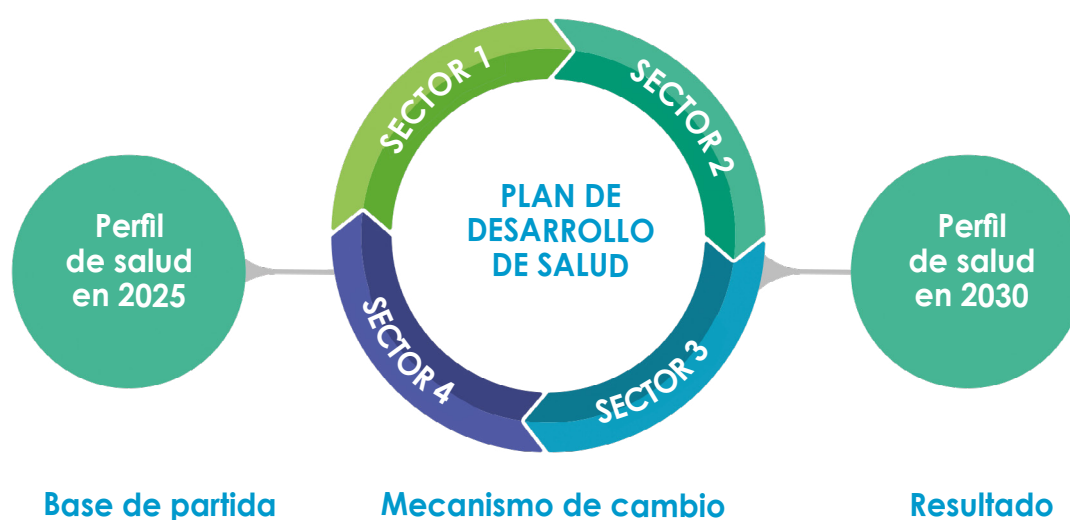 SECTOR 1
SECTOR 2
Perfil
de salud
en 2025
PLAN DE
DESARROLLO
DE SALUD
Perfil
de salud
en 2030
SECTOR 4
SECTOR 3
Base de partida
Mecanismo de cambio
Resultado